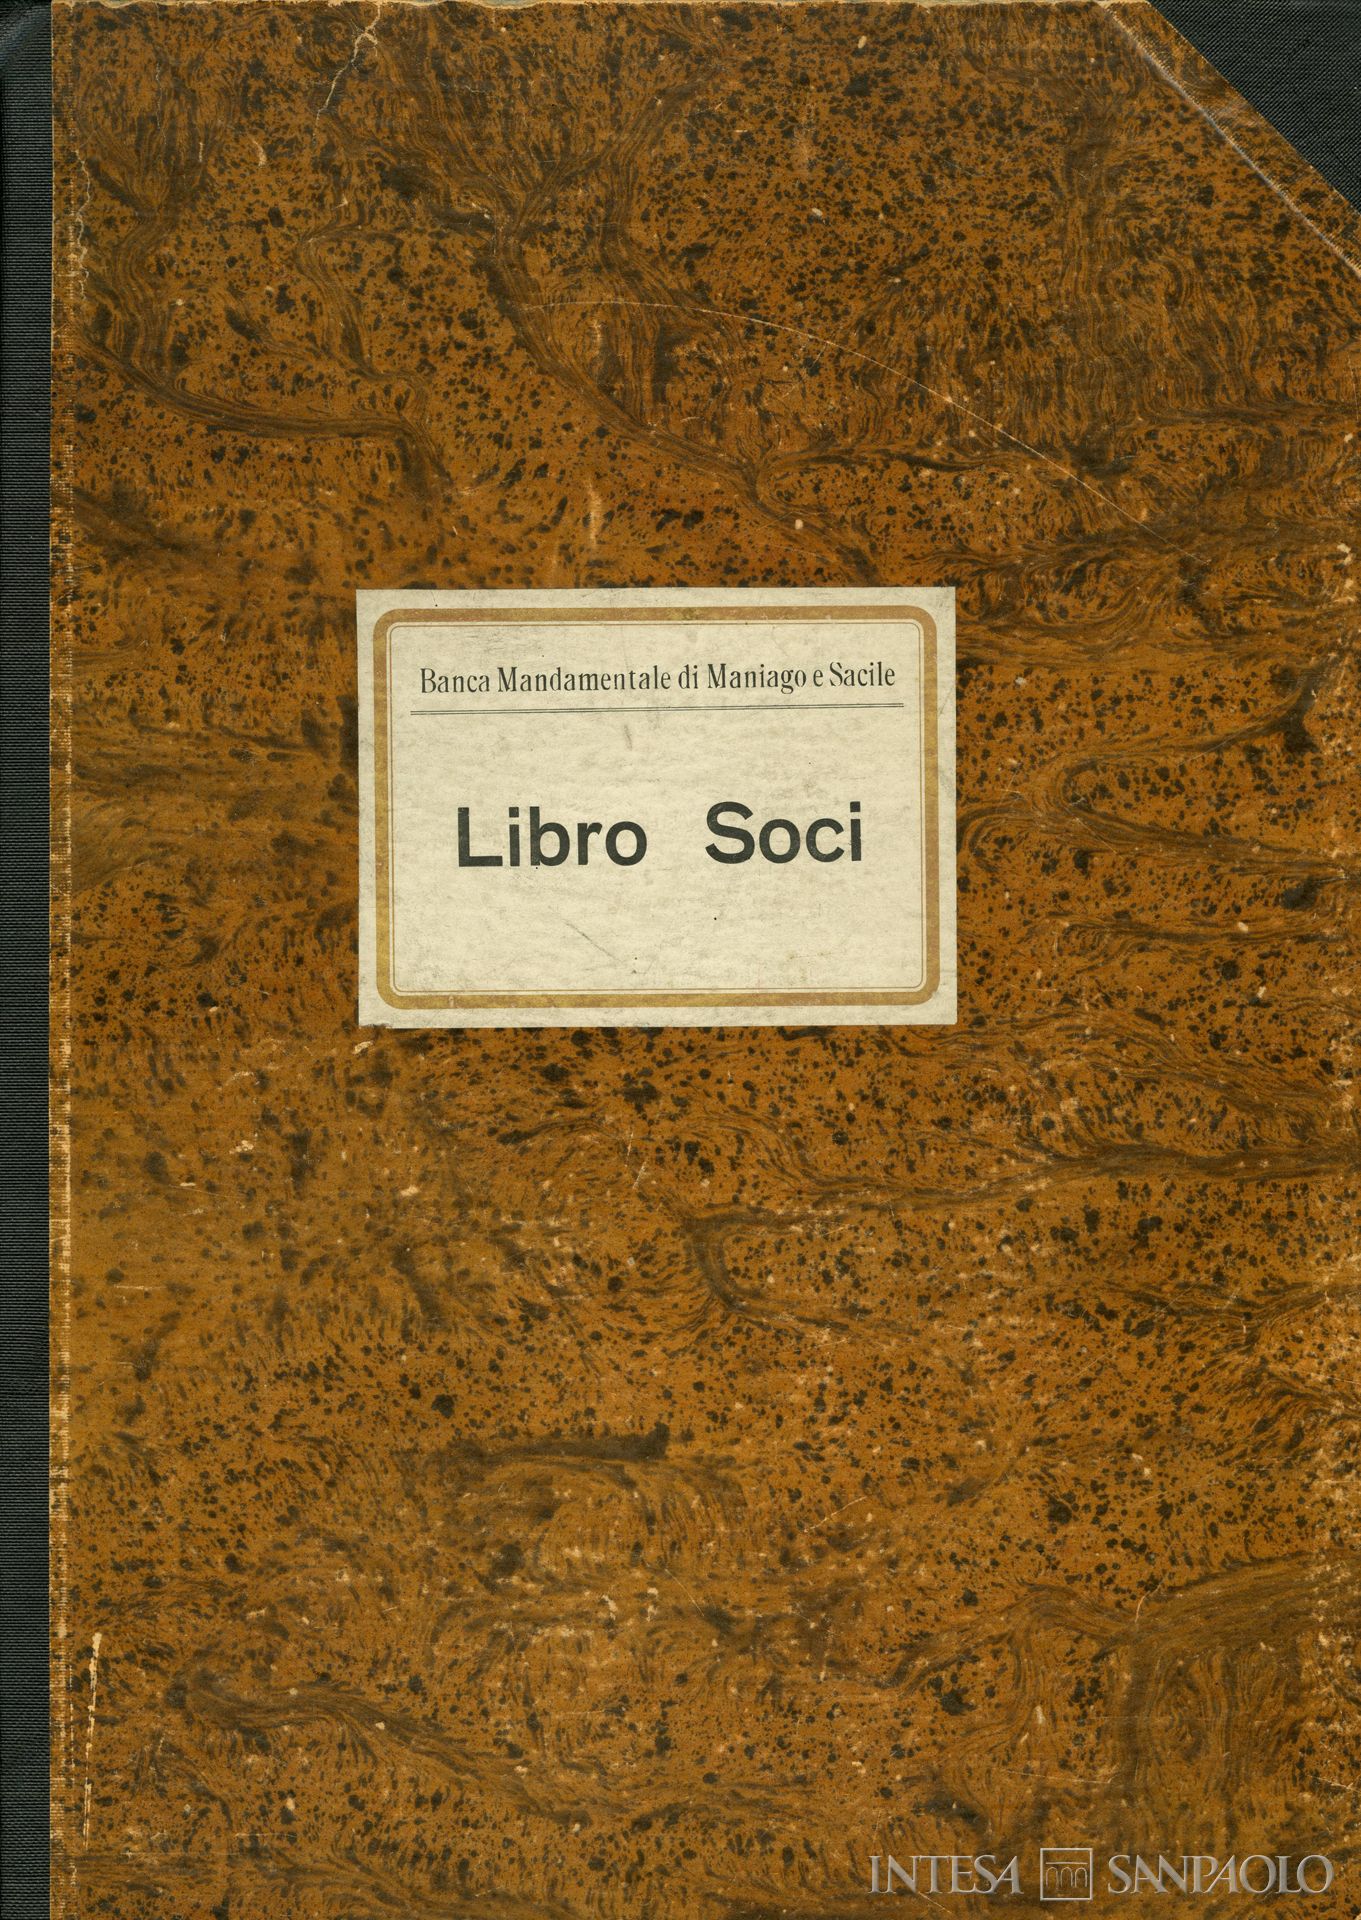 Banca Mandamentale di Maniago e Sacile
Libro Soci
INTESA SANPAOLO